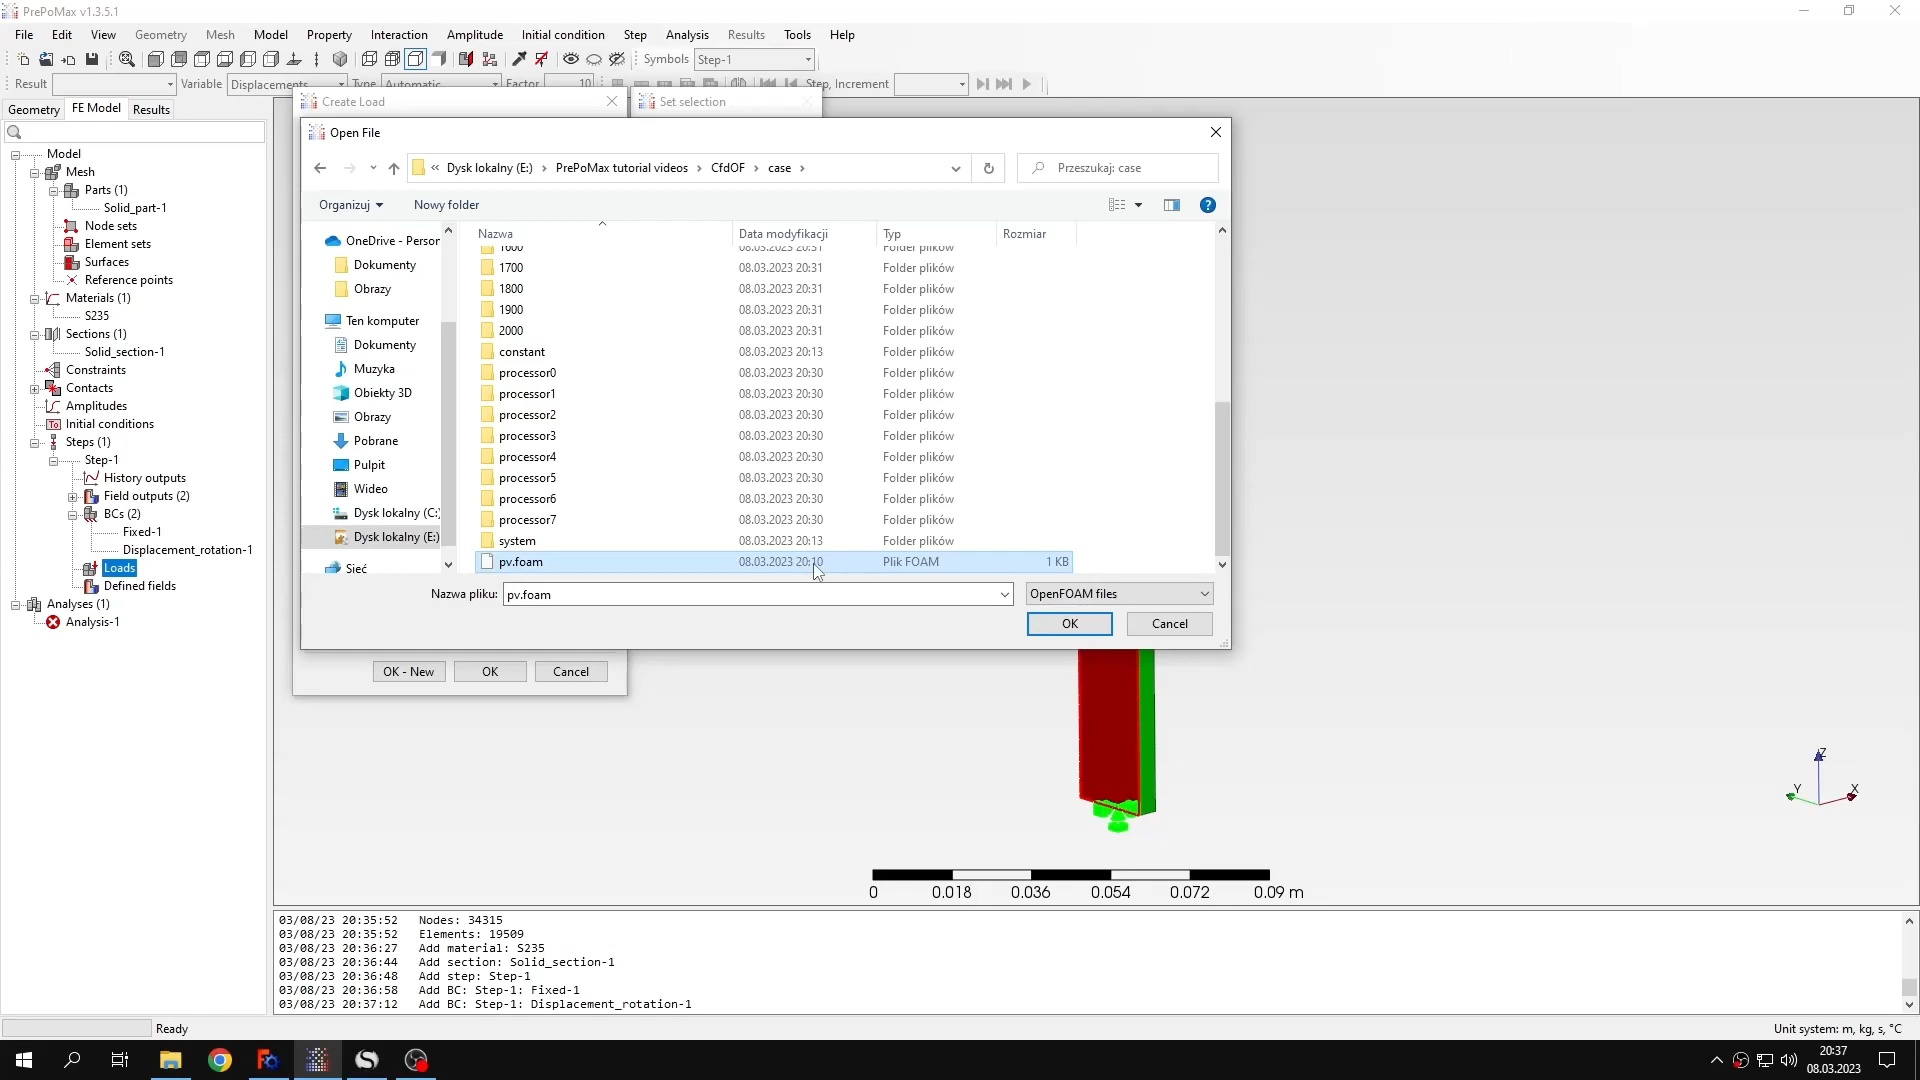 PrePoMax v1.3.5.1
File Edit View Geometry Mesh Model Property Interaction Amplitude Initial condition Step Analysis Results Tools Help
Symbols Step-1
Result Variable Displacements Type Automatic Factor 10 Step, Increment
Geometry FE Model Results
Create Load
Set selection
Model
Mesh
Parts (1)
Solid_part-1
Node sets
Element sets
Surfaces
Reference points
Materials (1)
S235
Sections (1)
Solid_section-1
Constraints
Contacts
Amplitudes
Initial conditions
Steps (1)
Step-1
History outputs
Field outputs (2)
BCs (2)
Fixed-1
Displacement_rotation-1
Loads
Defined fields
Analyses (1)
Analysis-1
Open File
« Dysk lokalny (E:) › PrePoMax tutorial videos › CfdOF › case ›
Przeszukaj: case
Organizuj Nowy folder
OneDrive - Person
Dokumenty
Obrazy
Ten komputer
Dokumenty
Muzyka
Obiekty 3D
Obrazy
Pobrane
Pulpit
Wideo
Dysk lokalny (C:)
Dysk lokalny (E:)
Sieć
Nazwa Data modyfikacji Typ Rozmiar
1600 08.03.2023 20:31 Folder plików
1700 08.03.2023 20:31 Folder plików
1800 08.03.2023 20:31 Folder plików
1900 08.03.2023 20:31 Folder plików
2000 08.03.2023 20:31 Folder plików
constant 08.03.2023 20:13 Folder plików
processor0 08.03.2023 20:30 Folder plików
processor1 08.03.2023 20:30 Folder plików
processor2 08.03.2023 20:30 Folder plików
processor3 08.03.2023 20:30 Folder plików
processor4 08.03.2023 20:30 Folder plików
processor5 08.03.2023 20:30 Folder plików
processor6 08.03.2023 20:30 Folder plików
processor7 08.03.2023 20:30 Folder plików
system 08.03.2023 20:13 Folder plików
pv.foam 08.03.2023 20:10 Plik FOAM 1 KB
Nazwa pliku: pv.foam OpenFOAM files
OK Cancel
OK - New OK Cancel
Z
Y X
0 0.018 0.036 0.054 0.072 0.09 m
03/08/23 20:35:52 Nodes: 34315
03/08/23 20:35:52 Elements: 19509
03/08/23 20:36:27 Add material: S235
03/08/23 20:36:44 Add section: Solid_section-1
03/08/23 20:36:48 Add step: Step-1
03/08/23 20:36:58 Add BC: Step-1: Fixed-1
03/08/23 20:37:12 Add BC: Step-1: Displacement_rotation-1
Ready
Unit system: m, kg, s, °C
20:37
08.03.2023